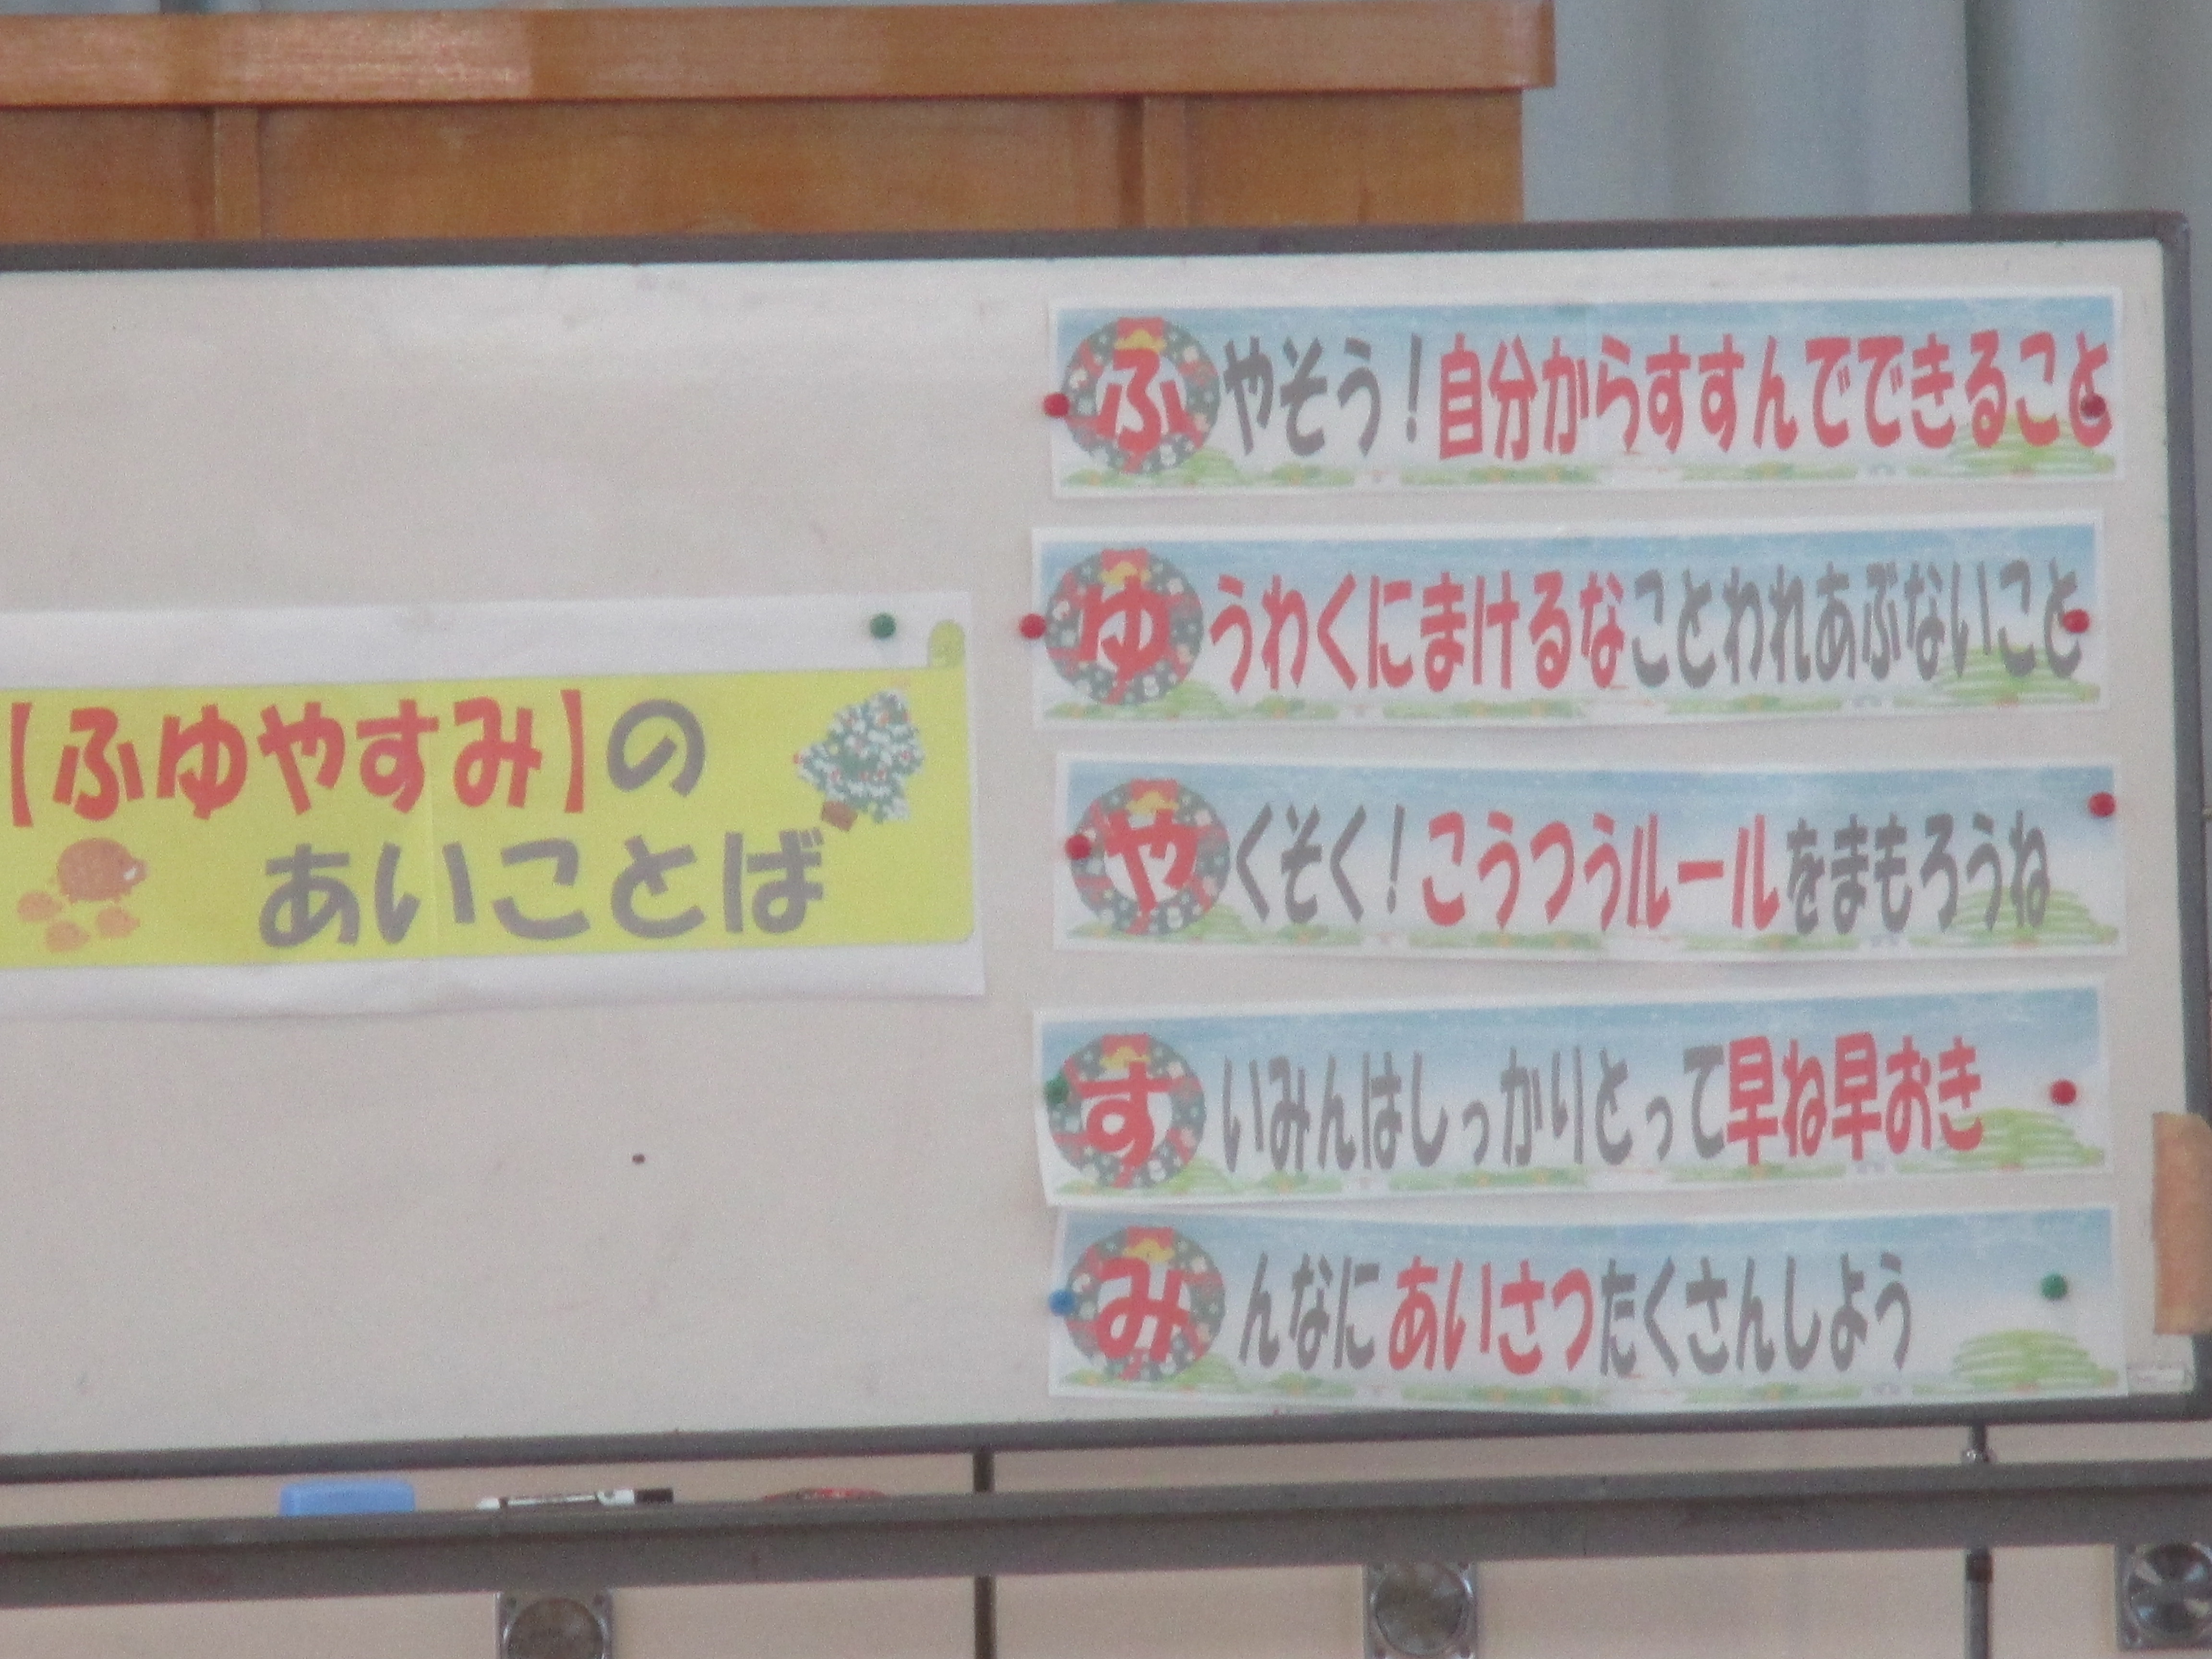 【ふゆやすみ】の
あいことば
ふやそう！自分からすすんでできること
ゆうわくにまけるなことわれあぶないこと
やくそく！こうつうルールをまもろうね
すいみんはしっかりとって早ね早おき
みんなにあいさつたくさんしよう